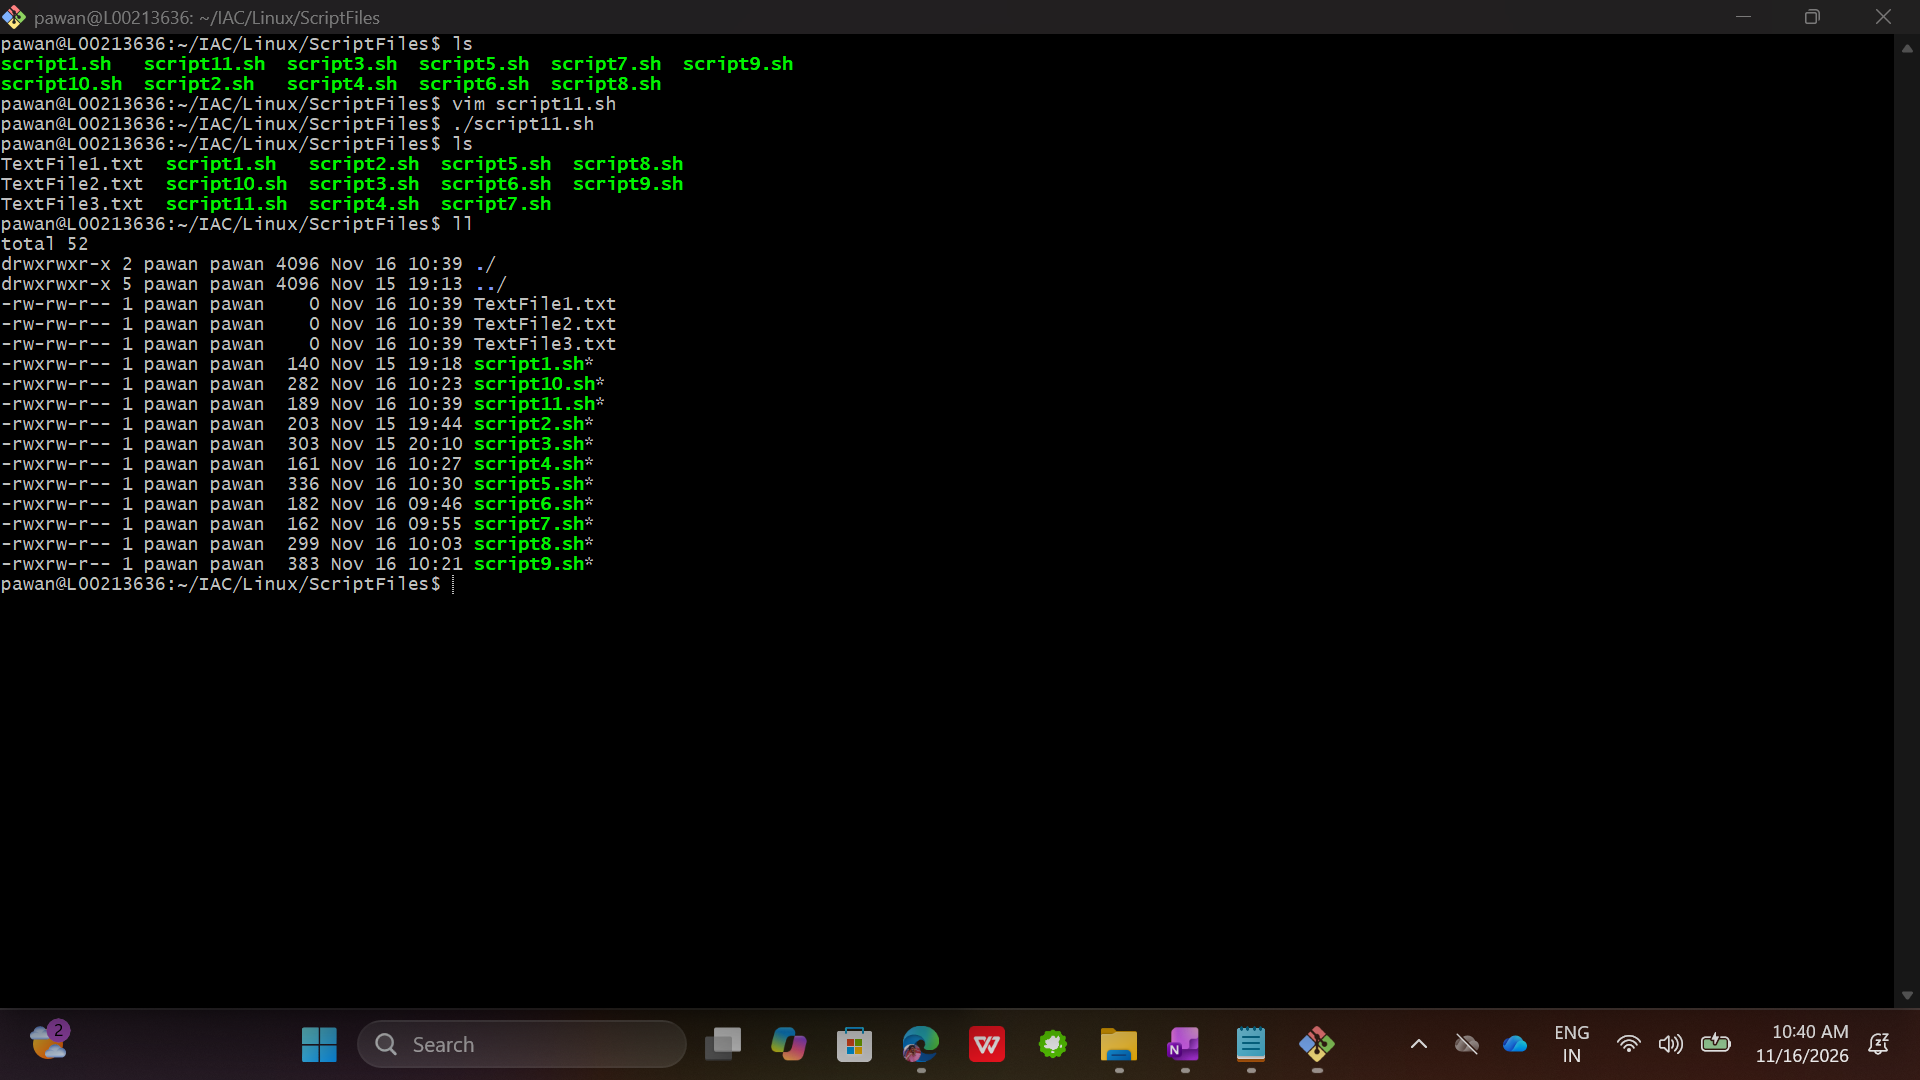 pawan@L00213636: ~/IAC/Linux/ScriptFiles
pawan@L00213636:~/IAC/Linux/ScriptFiles$ ls
script1.sh   script11.sh  script3.sh  script5.sh  script7.sh  script9.sh
script10.sh  script2.sh   script4.sh  script6.sh  script8.sh
pawan@L00213636:~/IAC/Linux/ScriptFiles$ vim script11.sh
pawan@L00213636:~/IAC/Linux/ScriptFiles$ ./script11.sh
pawan@L00213636:~/IAC/Linux/ScriptFiles$ ls
TextFile1.txt  script1.sh   script2.sh  script5.sh  script8.sh
TextFile2.txt  script10.sh  script3.sh  script6.sh  script9.sh
TextFile3.txt  script11.sh  script4.sh  script7.sh
pawan@L00213636:~/IAC/Linux/ScriptFiles$ ll
total 52
drwxrwxr-x 2 pawan pawan 4096 Nov 16 10:39 ./
drwxrwxr-x 5 pawan pawan 4096 Nov 15 19:13 ../
-rw-rw-r-- 1 pawan pawan    0 Nov 16 10:39 TextFile1.txt
-rw-rw-r-- 1 pawan pawan    0 Nov 16 10:39 TextFile2.txt
-rw-rw-r-- 1 pawan pawan    0 Nov 16 10:39 TextFile3.txt
-rwxrw-r-- 1 pawan pawan  140 Nov 15 19:18 script1.sh*
-rwxrw-r-- 1 pawan pawan  282 Nov 16 10:23 script10.sh*
-rwxrw-r-- 1 pawan pawan  189 Nov 16 10:39 script11.sh*
-rwxrw-r-- 1 pawan pawan  203 Nov 15 19:44 script2.sh*
-rwxrw-r-- 1 pawan pawan  303 Nov 15 20:10 script3.sh*
-rwxrw-r-- 1 pawan pawan  161 Nov 16 10:27 script4.sh*
-rwxrw-r-- 1 pawan pawan  336 Nov 16 10:30 script5.sh*
-rwxrw-r-- 1 pawan pawan  182 Nov 16 09:46 script6.sh*
-rwxrw-r-- 1 pawan pawan  162 Nov 16 09:55 script7.sh*
-rwxrw-r-- 1 pawan pawan  299 Nov 16 10:03 script8.sh*
-rwxrw-r-- 1 pawan pawan  383 Nov 16 10:21 script9.sh*
pawan@L00213636:~/IAC/Linux/ScriptFiles$
2
Search
W
N
ENG
IN
10:40 AM
11/16/2026